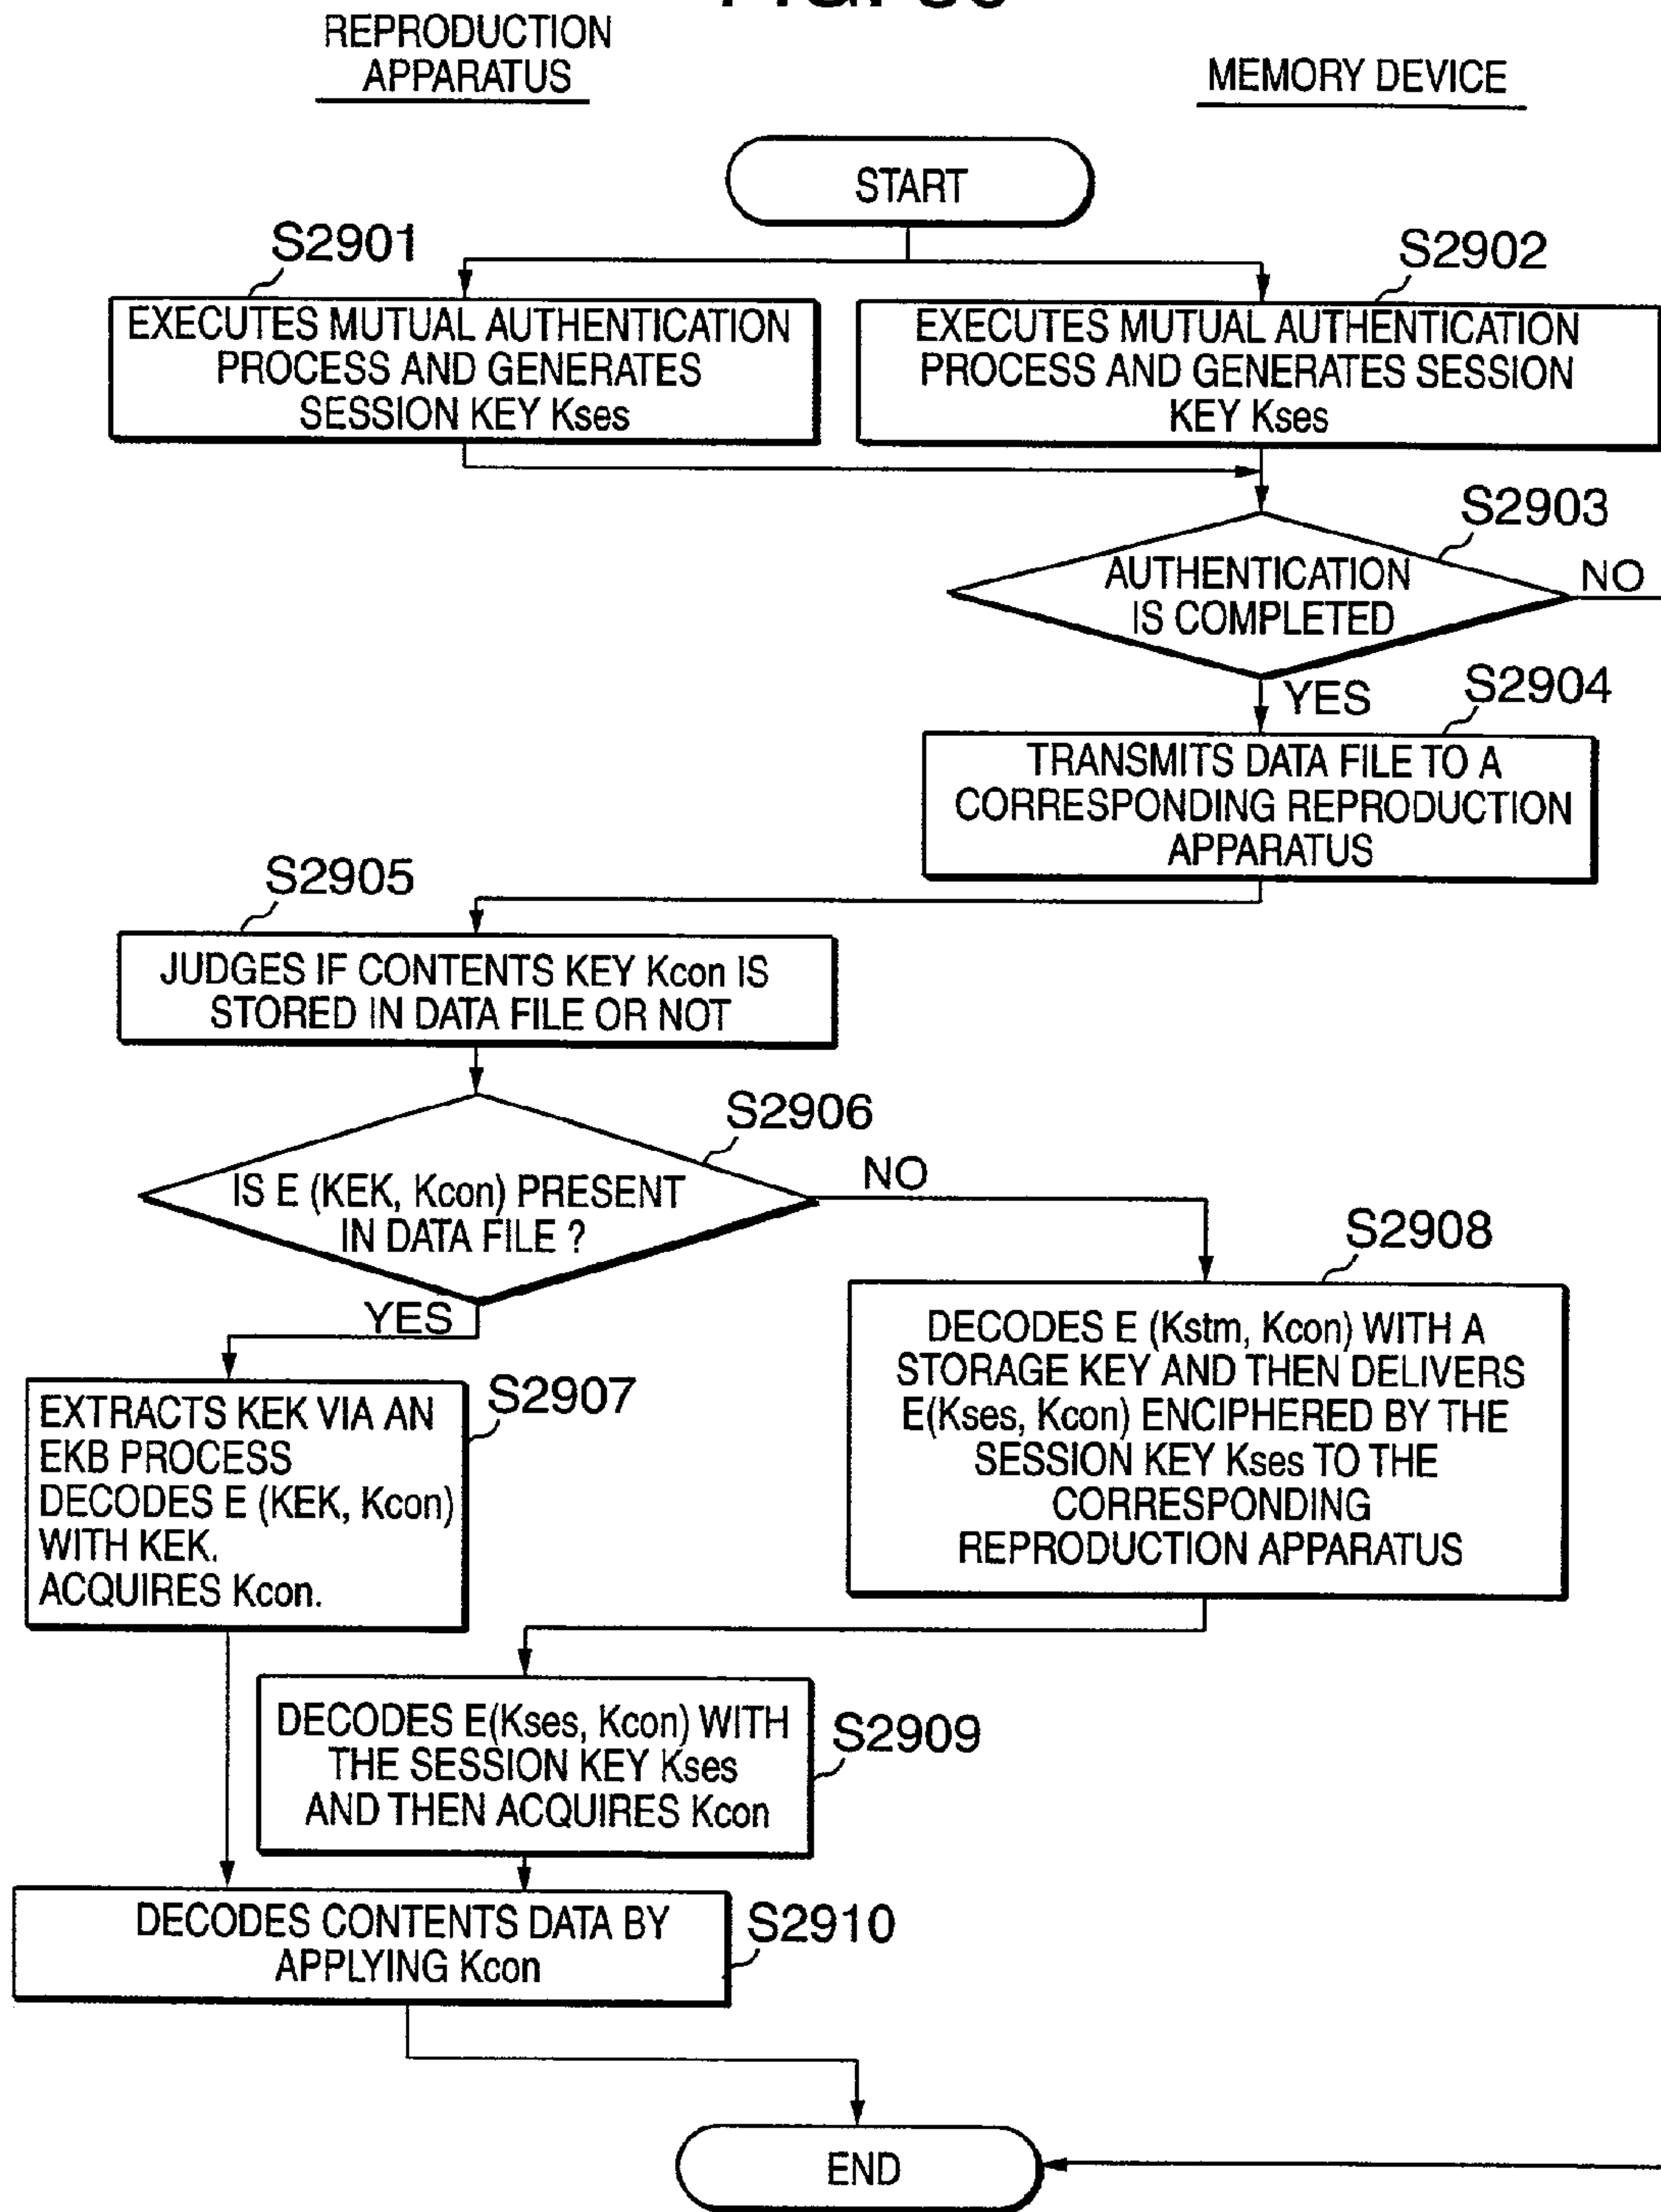 REPRODUCTION
APPARATUS
MEMORY DEVICE
START
S2901
S2902
EXECUTES MUTUAL AUTHENTICATION
PROCESS AND GENERATES
SESSION KEY Kses
EXECUTES MUTUAL AUTHENTICATION
PROCESS AND GENERATES SESSION
KEY Kses
S2903
AUTHENTICATION
IS COMPLETED
NO
YES
S2904
TRANSMITS DATA FILE TO A
CORRESPONDING REPRODUCTION
APPARATUS
S2905
JUDGES IF CONTENTS KEY Kcon IS
STORED IN DATA FILE OR NOT
S2906
IS E (KEK, Kcon) PRESENT
IN DATA FILE ?
NO
YES
S2908
DECODES E (Kstm, Kcon) WITH A
STORAGE KEY AND THEN DELIVERS
E(Kses, Kcon) ENCIPHERED BY THE
SESSION KEY Kses TO THE
CORRESPONDING
REPRODUCTION APPARATUS
S2907
EXTRACTS KEK VIA AN
EKB PROCESS
DECODES E (KEK, Kcon)
WITH KEK.
ACQUIRES Kcon.
DECODES E(Kses, Kcon) WITH
THE SESSION KEY Kses
AND THEN ACQUIRES Kcon
S2909
DECODES CONTENTS DATA BY
APPLYING Kcon
S2910
END